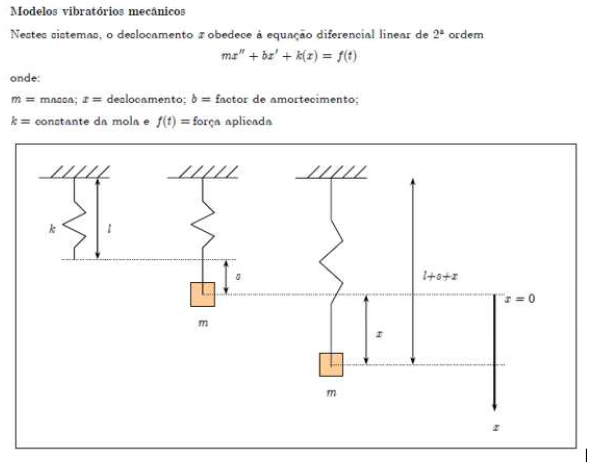 Modelos vibratórios mecânicos
Nestes sistemas, o deslocamento x obedece à equação diferencial linear de 2ª ordem
mx″ + bx′ + k(x) = f(t)
onde:
m = massa; x = deslocamento; b = factor de amortecimento;
k = constante da mola e f(t) = força aplicada
k
l
s
l+s+x
x = 0
m
x
m
x